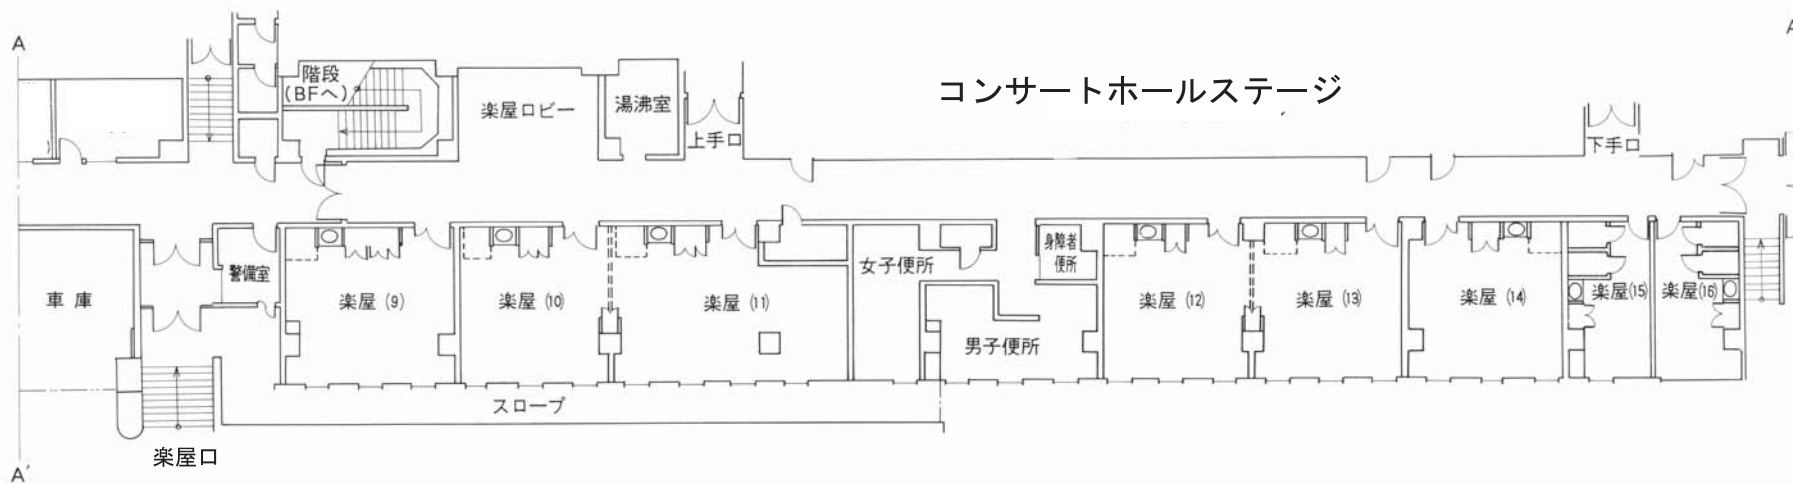 コンサートホールステージ
A
A
階段
(BFへ)
楽屋ロビー
湯沸室
上手口
下手口
車庫
警備室
楽屋 (9)
楽屋 (10)
楽屋 (11)
女子便所
身障者
便所
男子便所
楽屋 (12)
楽屋 (13)
楽屋 (14)
楽屋 (15)
楽屋 (16)
スロープ
楽屋口
A'